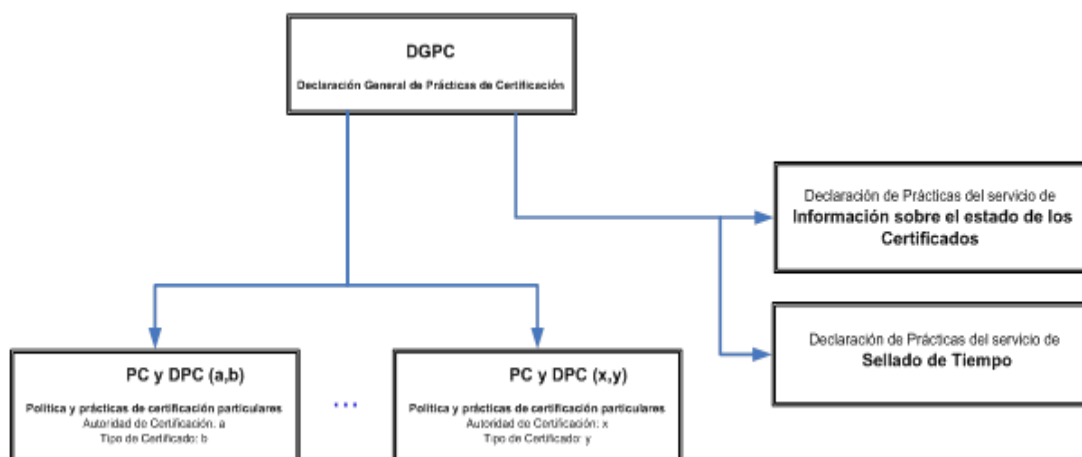 DGPC
Declaración General de Prácticas de Certificación
Declaración de Prácticas del servicio de
Información sobre el estado de los
Certificados
Declaración de Prácticas del servicio de
Sellado de Tiempo
PC y DPC (a,b)
Política y prácticas de certificación particulares
Autoridad de Certificación: a
Tipo de Certificado: b
...
PC y DPC (x,y)
Política y prácticas de certificación particulares
Autoridad de Certificación: x
Tipo de Certificado: y